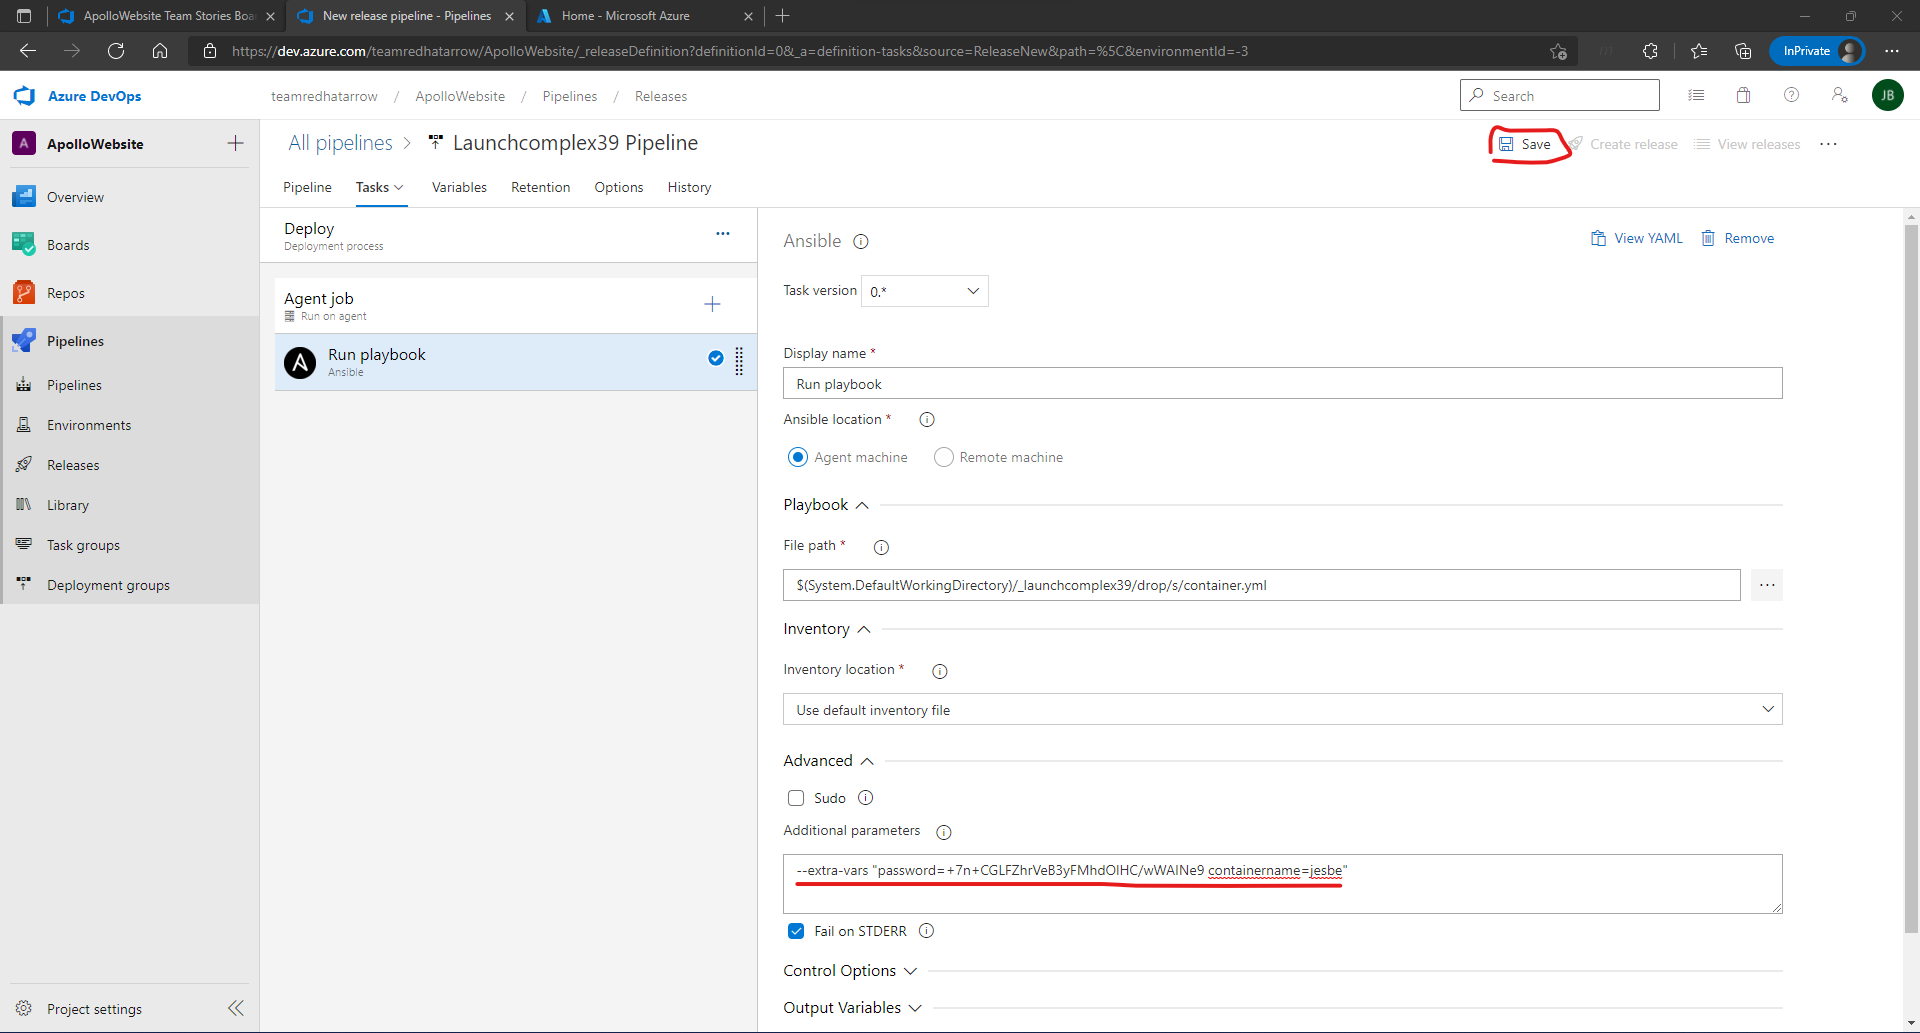 ApolloWebsite Team Stories Boa
New release pipeline - Pipelines
Home - Microsoft Azure
https://dev.azure.com/teamredhatarrow/ApolloWebsite/_releaseDefinition?definitionId=0&_a=definition-tasks&source=ReleaseNew&path=%5C&environmentId=-3
InPrivate
Azure DevOps
teamredhatarrow / ApolloWebsite / Pipelines / Releases
Search
JB
A ApolloWebsite
All pipelines > Launchcomplex39 Pipeline
Save
Create release
View releases
Overview
Boards
Repos
Pipelines
Pipelines
Environments
Releases
Library
Task groups
Deployment groups
Project settings
Pipeline
Tasks
Variables
Retention
Options
History
Deploy
Deployment process
Agent job
Run on agent
Run playbook
Ansible
Ansible
View YAML
Remove
Task version
0.*
Display name *
Run playbook
Ansible location *
Agent machine
Remote machine
Playbook
File path *
$(System.DefaultWorkingDirectory)/_launchcomplex39/drop/s/container.yml
Inventory
Inventory location *
Use default inventory file
Advanced
Sudo
Additional parameters
--extra-vars "password=+7n+CGLFZhrVeB3yFMhdOIHC/wWAINe9 containername=jesbe"
Fail on STDERR
Control Options
Output Variables